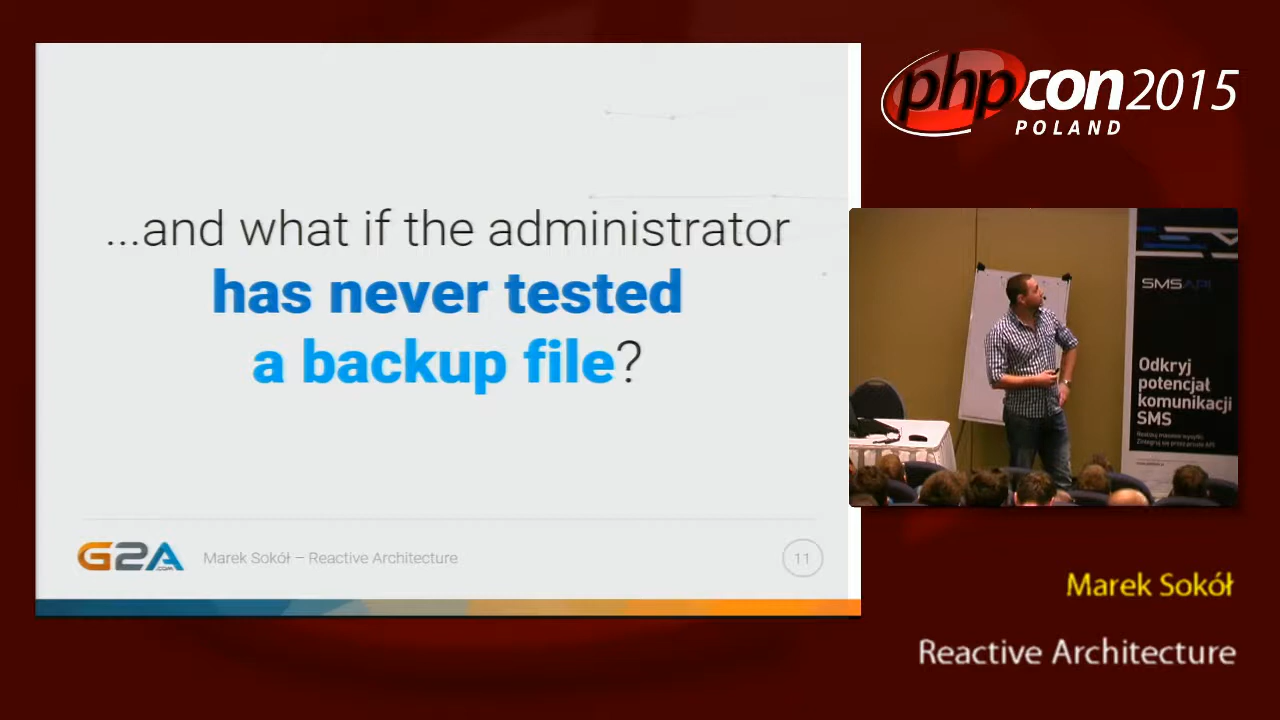 ...and what if the administrator
has never tested
a backup file?
G2A
.COM
Marek Sokół – Reactive Architecture
11
phpcon2015
POLAND
SMSAPI
Odkryj
potencjał
komunikacji
SMS
Marek Sokół
Reactive Architecture